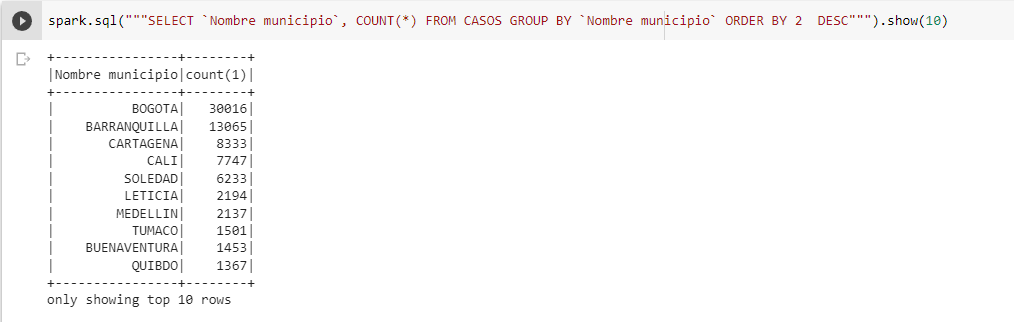 spark.sql("""SELECT `Nombre municipio`, COUNT(*) FROM CASOS GROUP BY `Nombre municipio` ORDER BY 2  DESC""").show(10)
+----------------+--------+
|Nombre municipio|count(1)|
+----------------+--------+
|          BOGOTA|   30016|
|    BARRANQUILLA|   13065|
|       CARTAGENA|    8333|
|            CALI|    7747|
|         SOLEDAD|    6233|
|         LETICIA|    2194|
|        MEDELLIN|    2137|
|          TUMACO|    1501|
|    BUENAVENTURA|    1453|
|          QUIBDO|    1367|
+----------------+--------+
only showing top 10 rows